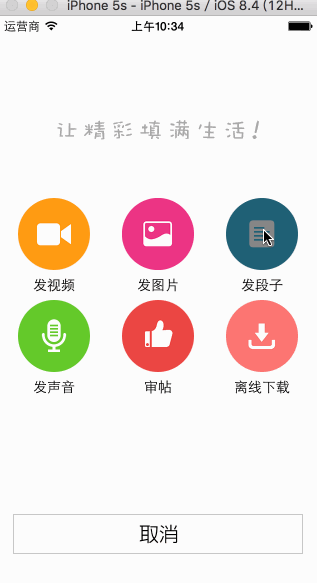 iPhone 5s - iPhone 5s / iOS 8.4 (12H...
运营商 上午10:34
让精彩填满生活!
发视频 发图片 发段子
发声音 审帖 离线下载
取消